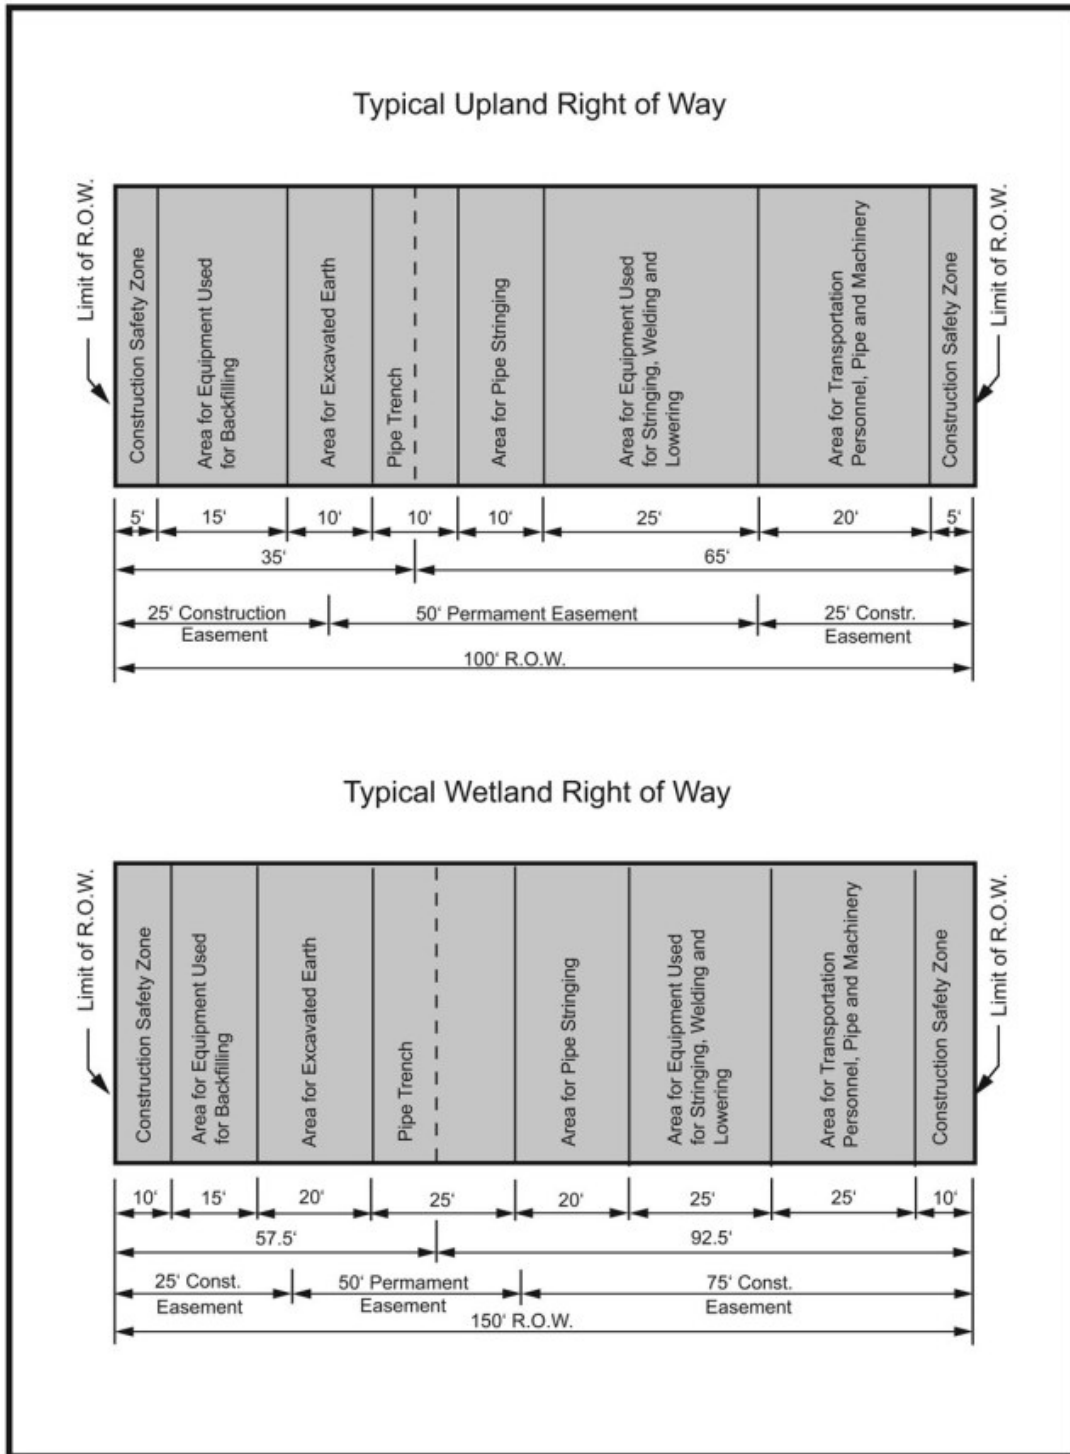 Typical Upland Right of Way
Limit of R.O.W.
Construction Safety Zone
Area for Equipment Used
for Backfilling
Area for Excavated Earth
Pipe Trench
Area for Pipe Stringing
Area for Equipment Used
for Stringing, Welding and
Lowering
Area for Transportation
Personnel, Pipe and Machinery
Construction Safety Zone
Limit of R.O.W.
5' 15' 10' 10' 10' 25' 20' 5'
35' 65'
25' Construction
Easement
50' Permament Easement
25' Constr.
Easement
100' R.O.W.
Typical Wetland Right of Way
Limit of R.O.W.
Construction Safety Zone
Area for Equipment Used
for Backfilling
Area for Excavated Earth
Pipe Trench
Area for Pipe Stringing
Area for Equipment Used
for Stringing, Welding and
Lowering
Area for Transportation
Personnel, Pipe and Machinery
Construction Safety Zone
Limit of R.O.W.
10' 15' 20' 25' 20' 25' 25' 10'
57.5' 92.5'
25' Const.
Easement
50' Permament
Easement
75' Const.
Easement
150' R.O.W.